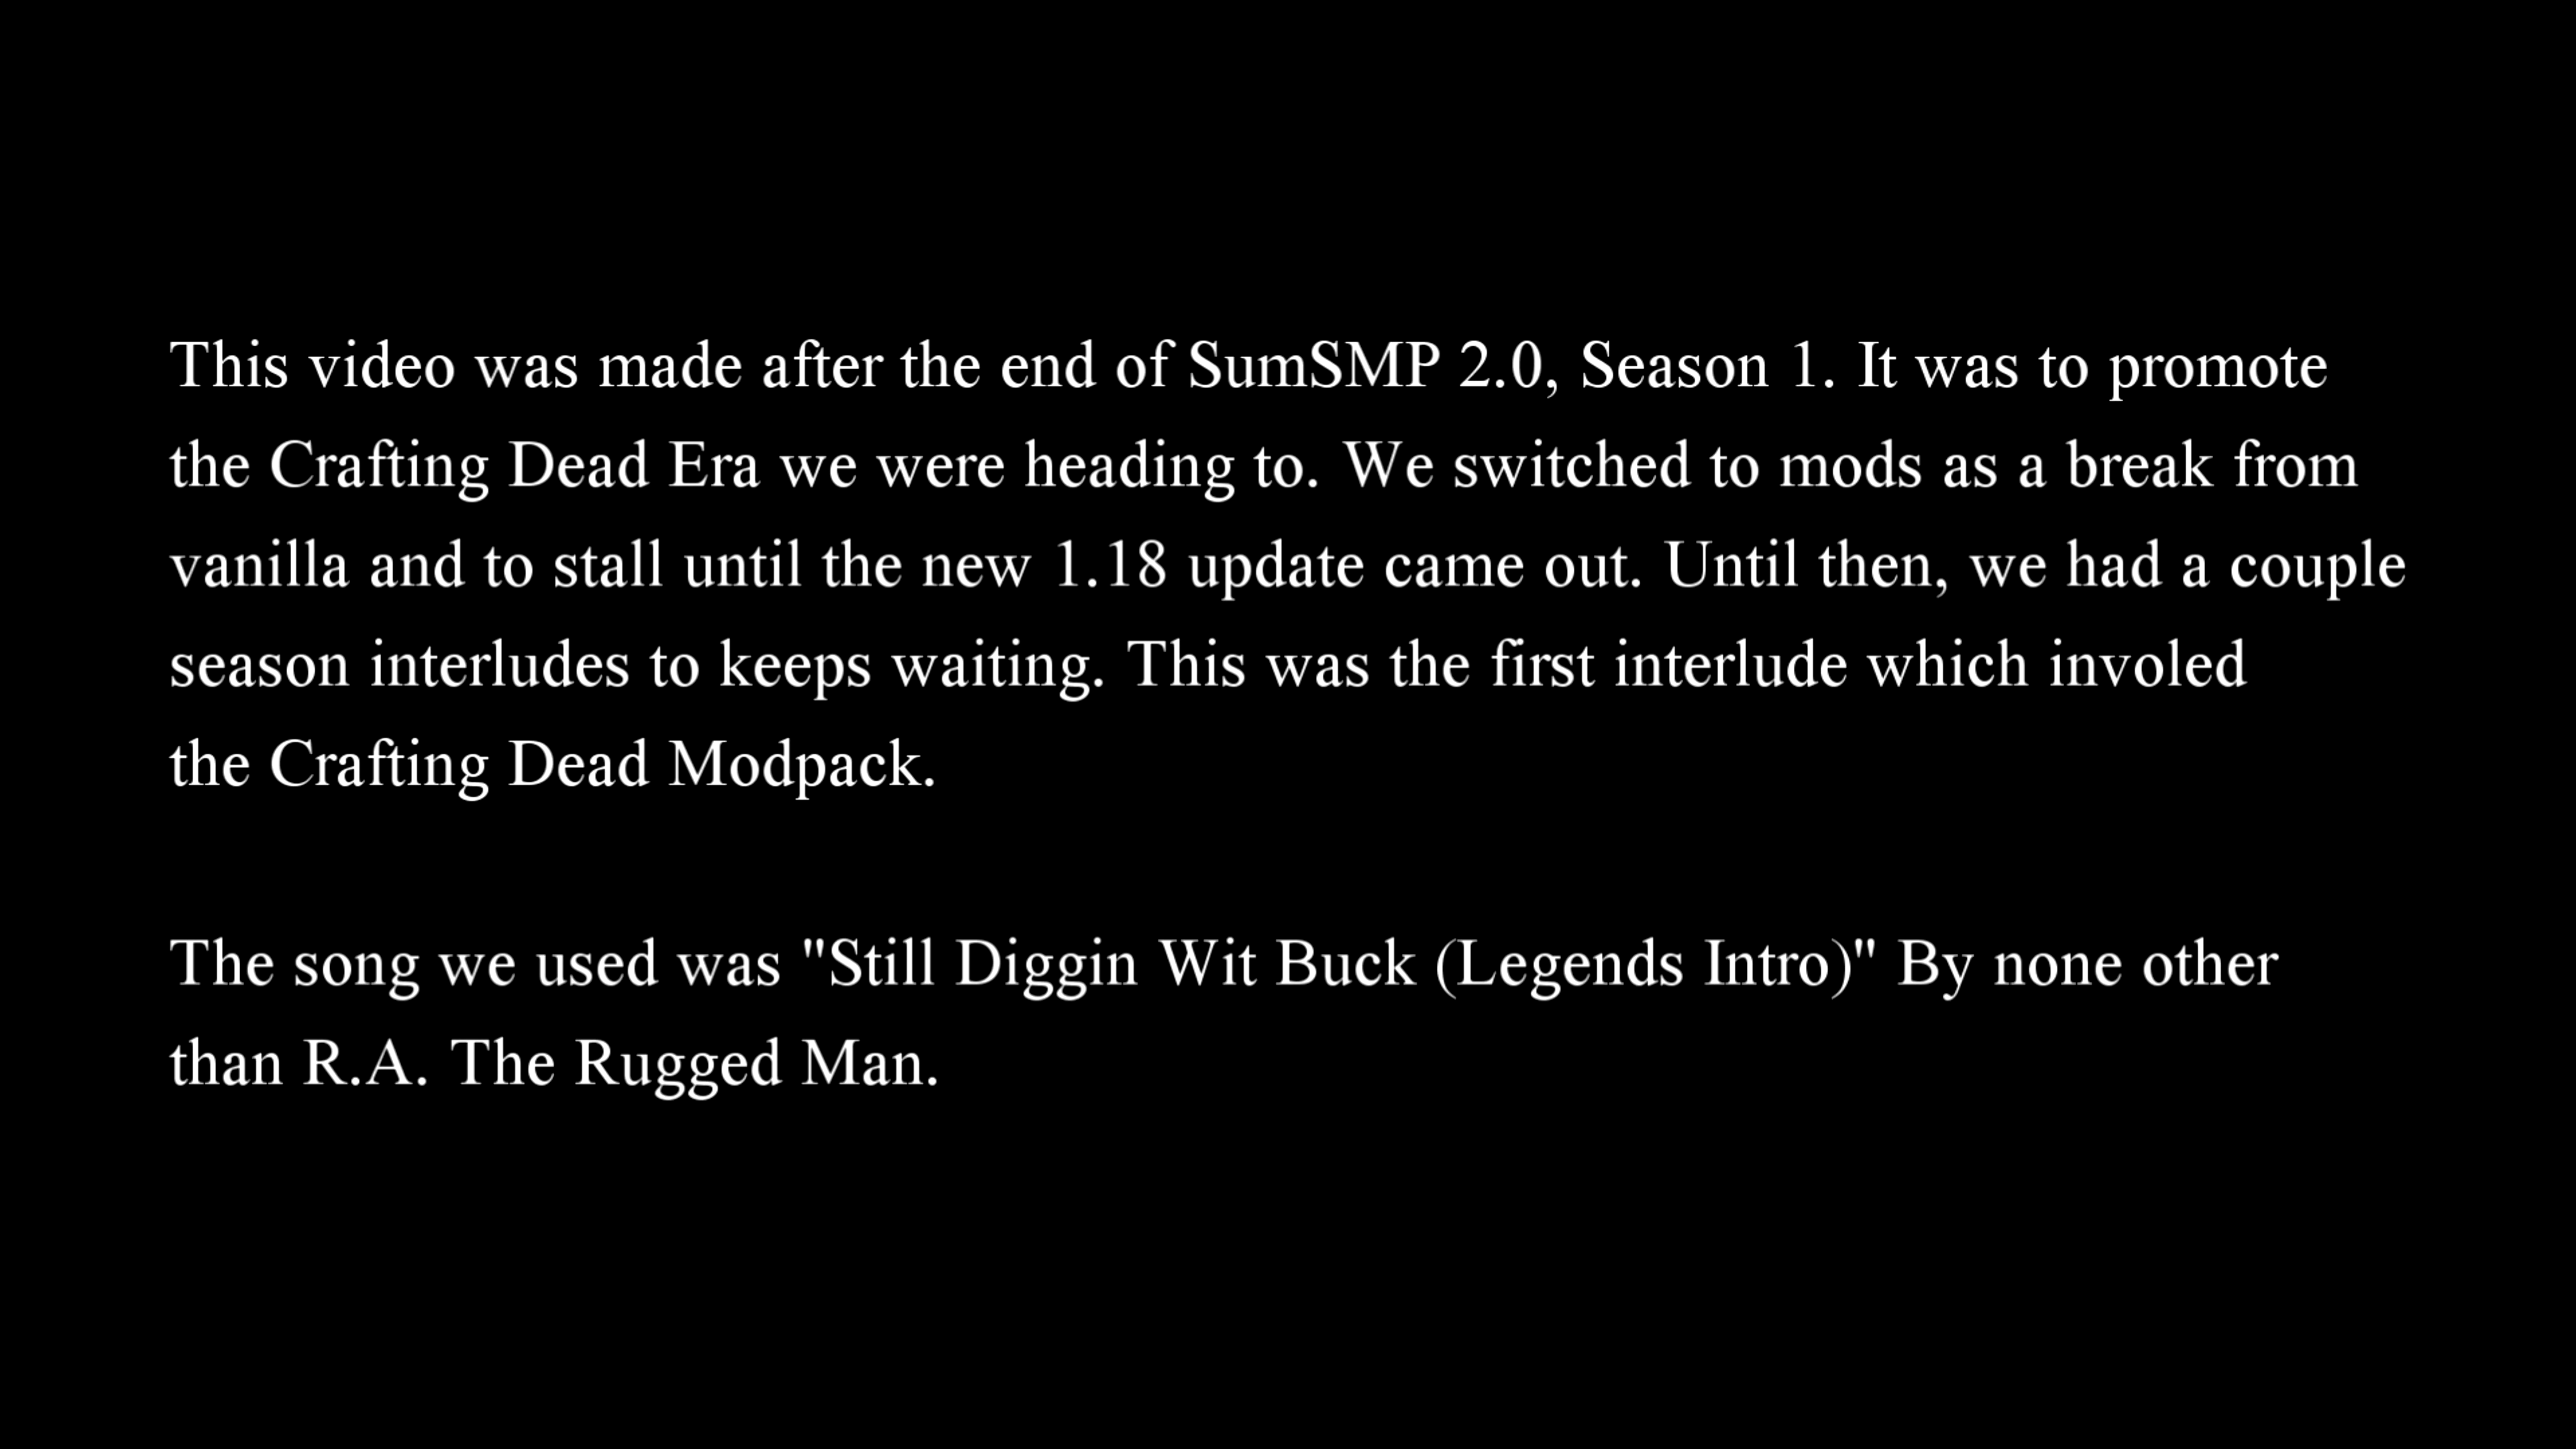 This video was made after the end of SumSMP 2.0, Season 1. It was to promote
the Crafting Dead Era we were heading to. We switched to mods as a break from
vanilla and to stall until the new 1.18 update came out. Until then, we had a couple
season interludes to keeps waiting. This was the first interlude which involed
the Crafting Dead Modpack.
The song we used was "Still Diggin Wit Buck (Legends Intro)" By none other
than R.A. The Rugged Man.